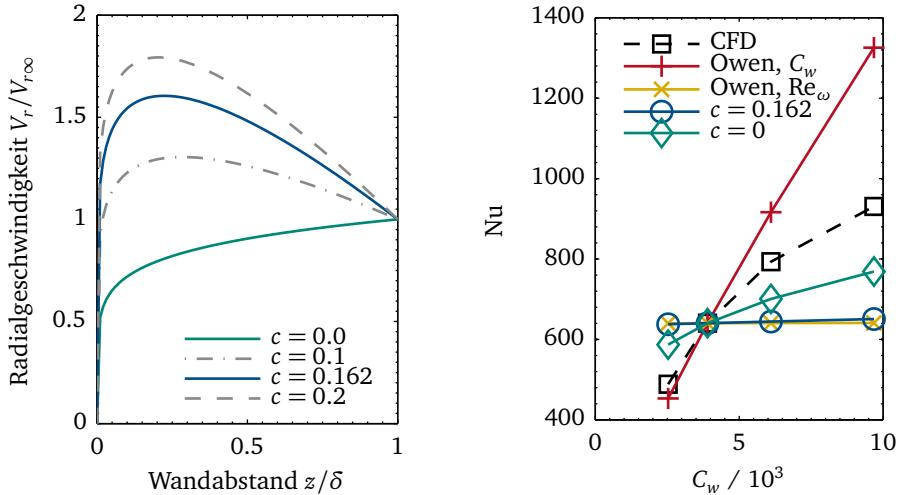 2
1.5
1
0.5
0
0
0.5
1
Radialgeschwindigkeit V_r/V_{r∞}
Wandabstand z/δ
c = 0.0
c = 0.1
c = 0.162
c = 0.2
1400
1200
1000
800
600
400
0
5
10
Nu
C_w / 10^3
CFD
Owen, C_w
Owen, Re_ω
c = 0.162
c = 0